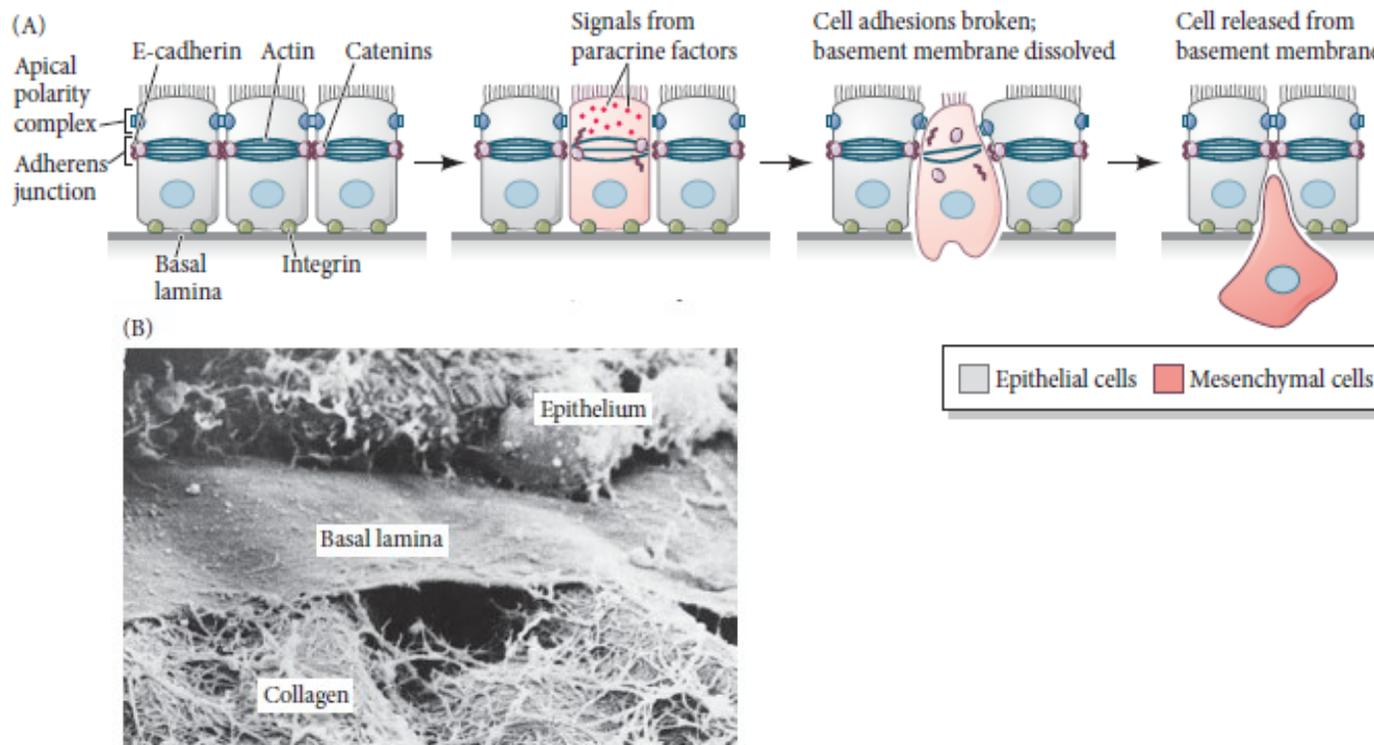 (A)
E-cadherin
Actin
Catenins
Apical
polarity
complex
Adherens
junction
Basal
lamina
Integrin
Signals from
paracrine factors
Cell adhesions broken;
basement membrane dissolved
Cell released from
basement membran
Epithelial cells
Mesenchymal cells
(B)
Epithelium
Basal lamina
Collagen